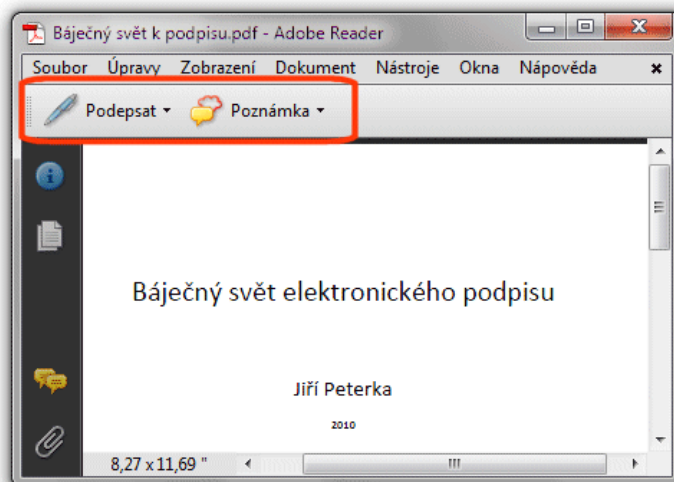 Báječný svět k podpisu.pdf - Adobe Reader
Soubor Úpravy Zobrazení Dokument Nástroje Okna Nápověda
Podepsat Poznámka
Báječný svět elektronického podpisu
Jiří Peterka
2010
8,27 x 11,69 "